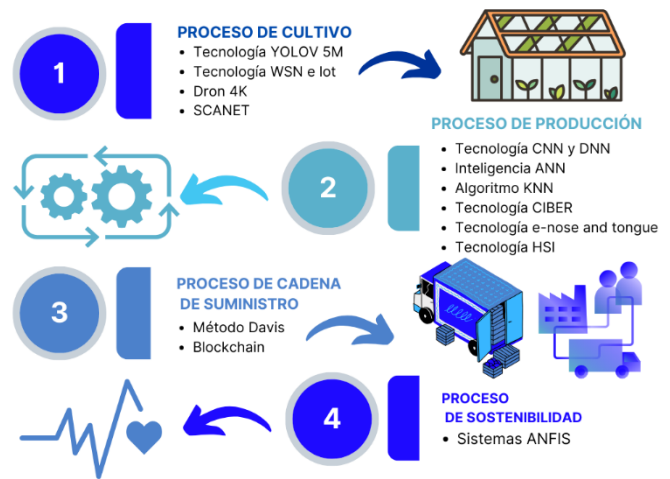 1
PROCESO DE CULTIVO
• Tecnología YOLOV 5M
• Tecnología WSN e Iot
• Dron 4K
• SCANET
2
PROCESO DE PRODUCCIÓN
• Tecnología CNN y DNN
• Inteligencia ANN
• Algoritmo KNN
• Tecnología CIBER
• Tecnología e-nose and tongue
• Tecnología HSI
3
PROCESO DE CADENA
DE SUMINISTRO
• Método Davis
• Blockchain
4
PROCESO
DE SOSTENIBILIDAD
• Sistemas ANFIS